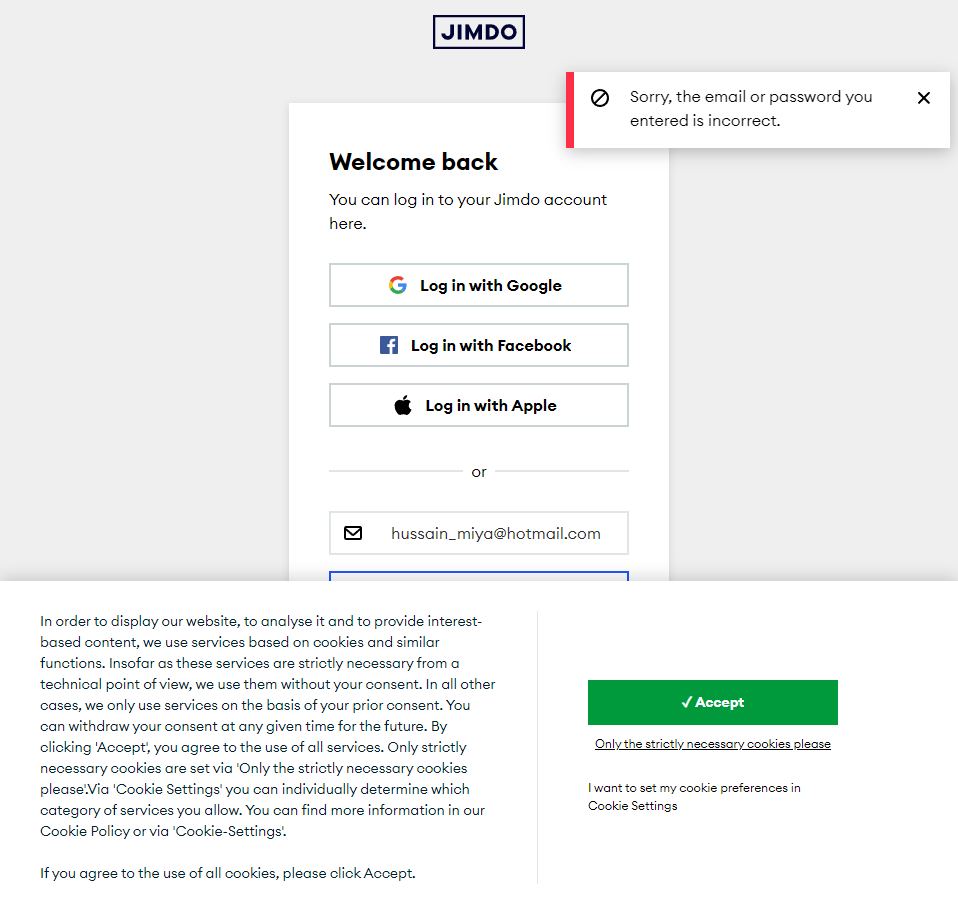 JIMDO
Sorry, the email or password you
entered is incorrect.
Welcome back
You can log in to your Jimdo account
here.
Log in with Google
Log in with Facebook
Log in with Apple
or
hussain_miya@hotmail.com
In order to display our website, to analyse it and to provide interest-
based content, we use services based on cookies and similar
functions. Insofar as these services are strictly necessary from a
technical point of view, we use them without your consent. In all other
cases, we only use services on the basis of your prior consent. You
can withdraw your consent at any given time for the future. By
clicking 'Accept', you agree to the use of all services. Only strictly
necessary cookies are set via 'Only the strictly necessary cookies
please'.Via 'Cookie Settings' you can individually determine which
category of services you allow. You can find more information in our
Cookie Policy or via 'Cookie-Settings'.
If you agree to the use of all cookies, please click Accept.
✓ Accept
Only the strictly necessary cookies please
I want to set my cookie preferences in
Cookie Settings